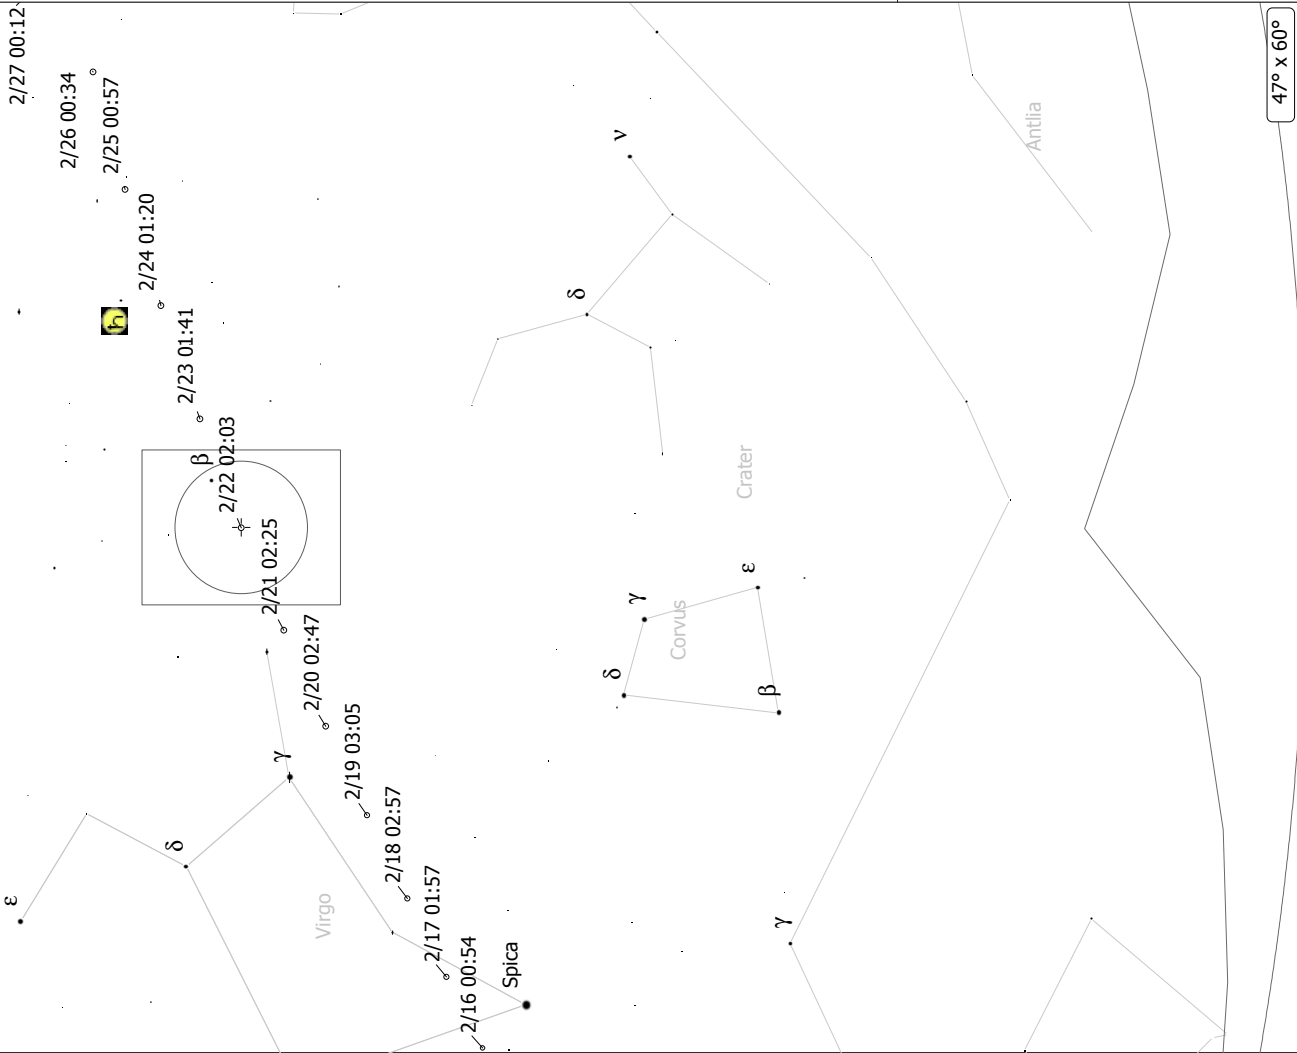 2/27 00:12
2/26 00:34
2/25 00:57
2/24 01:20
2/23 01:41
β
2/22 02:03
2/21 02:25
2/20 02:47
2/19 03:05
2/18 02:57
2/17 01:57
2/16 00:54
ε
δ
γ
Virgo
Spica
ν
δ
Crater
γ
δ
ε
β
Corvus
γ
Antlia
47° x 60°
♄